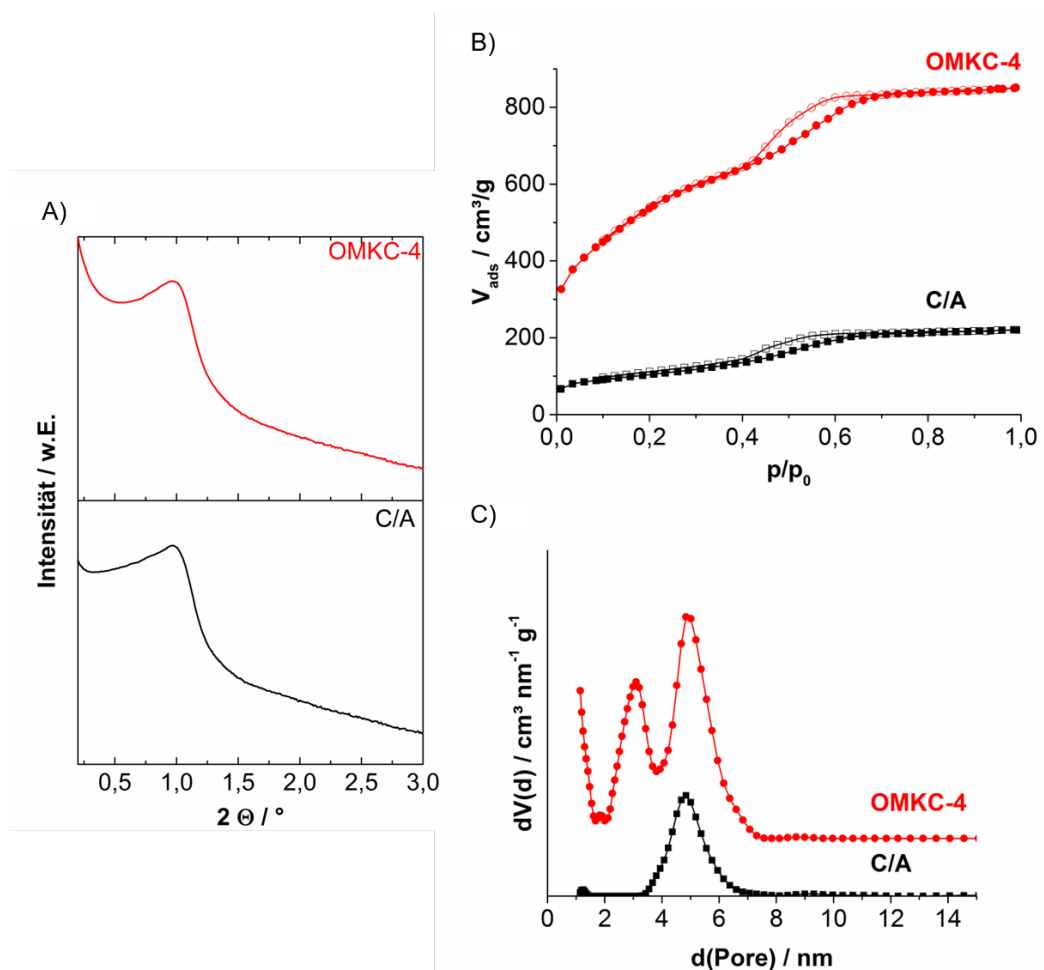 A)
OMKC-4
C/A
Intensität / w.E.
0,5 1,0 1,5 2,0 2,5 3,0
2 Θ / °
B)
OMKC-4
C/A
V_ads / cm³/g
800
600
400
200
0
0,0 0,2 0,4 0,6 0,8 1,0
p/p₀
C)
OMKC-4
C/A
dV(d) / cm³ nm⁻¹ g⁻¹
0 2 4 6 8 10 12 14
d(Pore) / nm